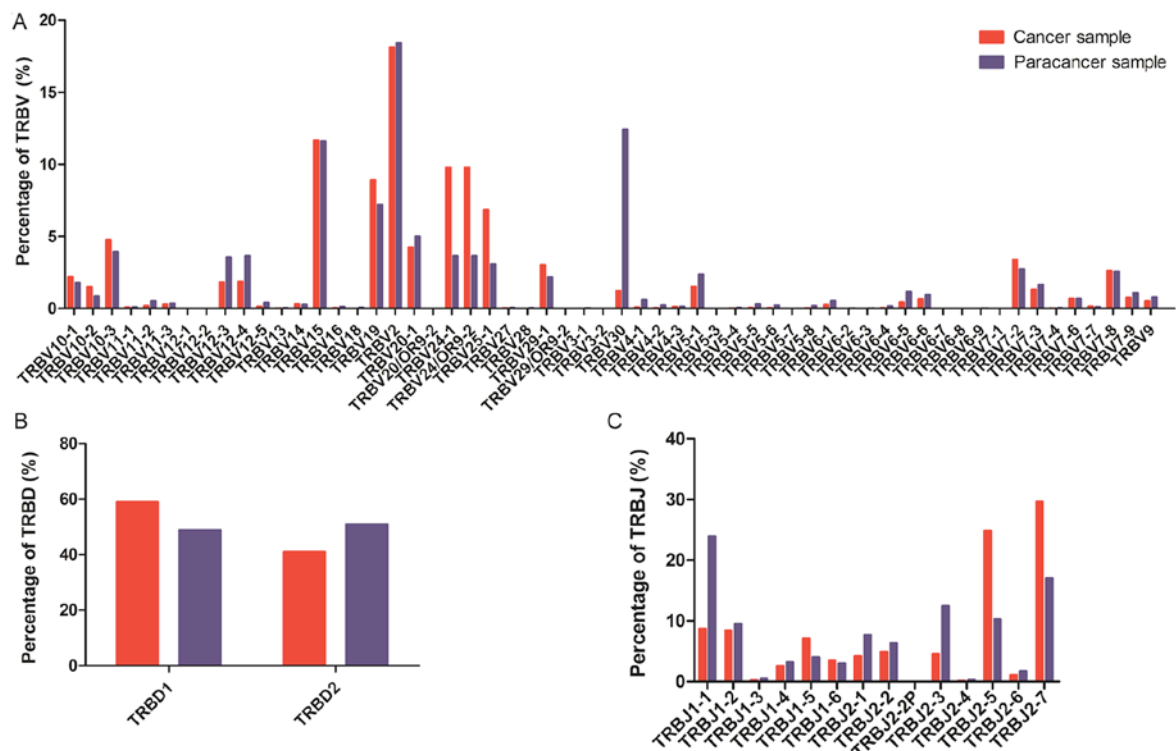 A
Percentage of TRBV (%)
20
15
10
5
0
Cancer sample
Paracancer sample
TRBV10-1
TRBV10-2
TRBV10-3
TRBV11-1
TRBV11-2
TRBV11-3
TRBV12-1
TRBV12-2
TRBV12-3
TRBV12-4
TRBV12-5
TRBV13
TRBV14
TRBV15
TRBV16
TRBV18
TRBV19
TRBV2
TRBV20-1
TRBV20/OR9-2
TRBV24-1
TRBV24/OR9-2
TRBV25-1
TRBV27
TRBV28
TRBV29-1
TRBV29/OR9-2
TRBV3-1
TRBV3-2
TRBV30
TRBV4-1
TRBV4-2
TRBV4-3
TRBV5-1
TRBV5-3
TRBV5-4
TRBV5-5
TRBV5-6
TRBV5-7
TRBV5-8
TRBV6-1
TRBV6-2
TRBV6-3
TRBV6-4
TRBV6-5
TRBV6-6
TRBV6-7
TRBV6-8
TRBV6-9
TRBV7-1
TRBV7-2
TRBV7-3
TRBV7-4
TRBV7-6
TRBV7-7
TRBV7-8
TRBV7-9
TRBV9
B
Percentage of TRBD (%)
80
60
40
20
0
TRBD1
TRBD2
C
Percentage of TRBJ (%)
40
30
20
10
0
TRBJ1-1
TRBJ1-2
TRBJ1-3
TRBJ1-4
TRBJ1-5
TRBJ1-6
TRBJ2-1
TRBJ2-2
TRBJ2-2P
TRBJ2-3
TRBJ2-4
TRBJ2-5
TRBJ2-6
TRBJ2-7